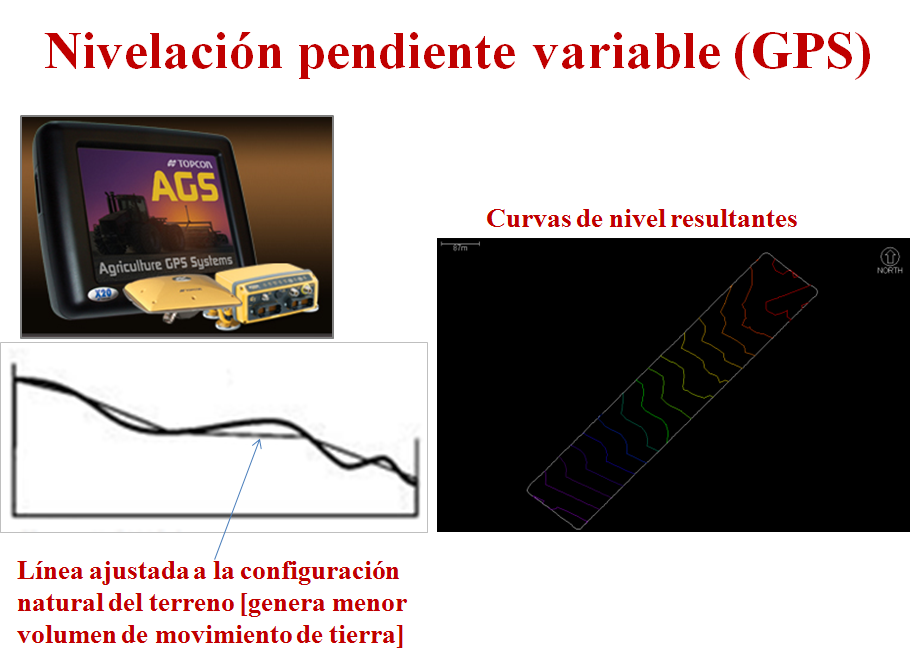 Nivelación pendiente variable (GPS)
TOPCON
AGS
Agriculture GPS Systems
X20
Curvas de nivel resultantes
87m
NORTH
Línea ajustada a la configuración
natural del terreno [genera menor
volumen de movimiento de tierra]